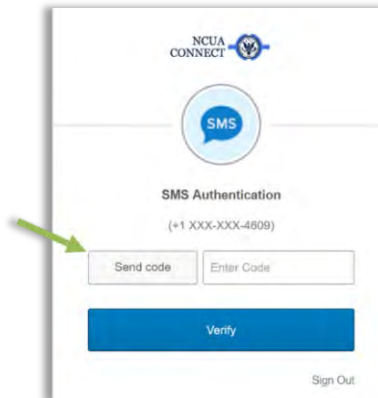 NCUA
CONNECT
SMS
SMS Authentication
(+1 XXX-XXX-4609)
Send code Enter Code
Verify
Sign Out